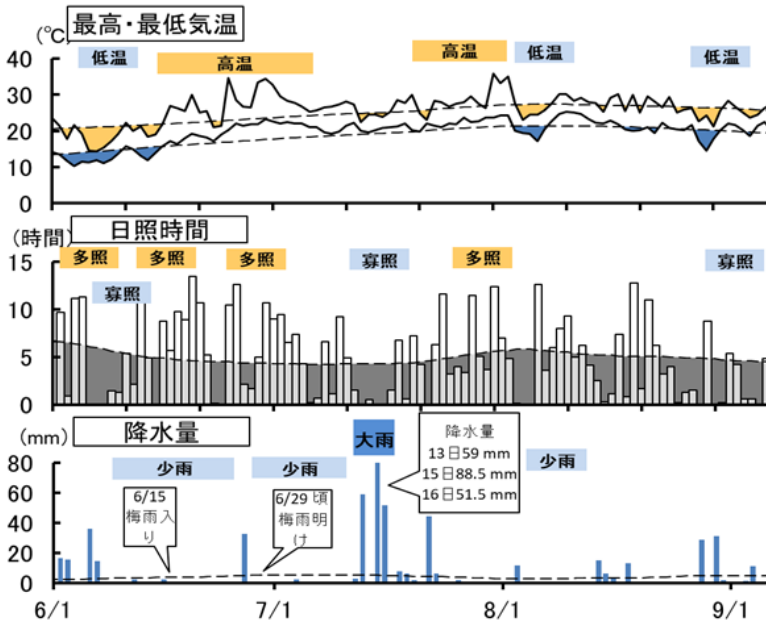 最高・最低気温
(℃)
低温
高温
高温
低温
低温
40
30
20
10
0
日照時間
(時間)
多照
多照
多照
多照
寡照
寡照
寡照
15
10
5
0
降水量
(mm)
少雨
少雨
大雨
少雨
降水量
13日59 mm
15日88.5 mm
16日51.5 mm
6/15
梅雨入
り
6/29 頃
梅雨明
け
80
60
40
20
0
6/1
7/1
8/1
9/1